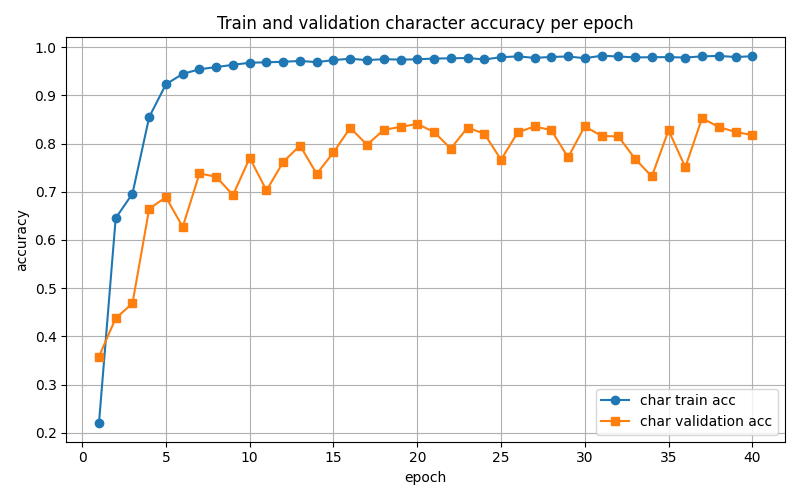 Train and validation character accuracy per epoch
1.0
0.9
0.8
0.7
0.6
0.5
0.4
0.3
0.2
accuracy
char train acc
char validation acc
0 5 10 15 20 25 30 35 40
epoch